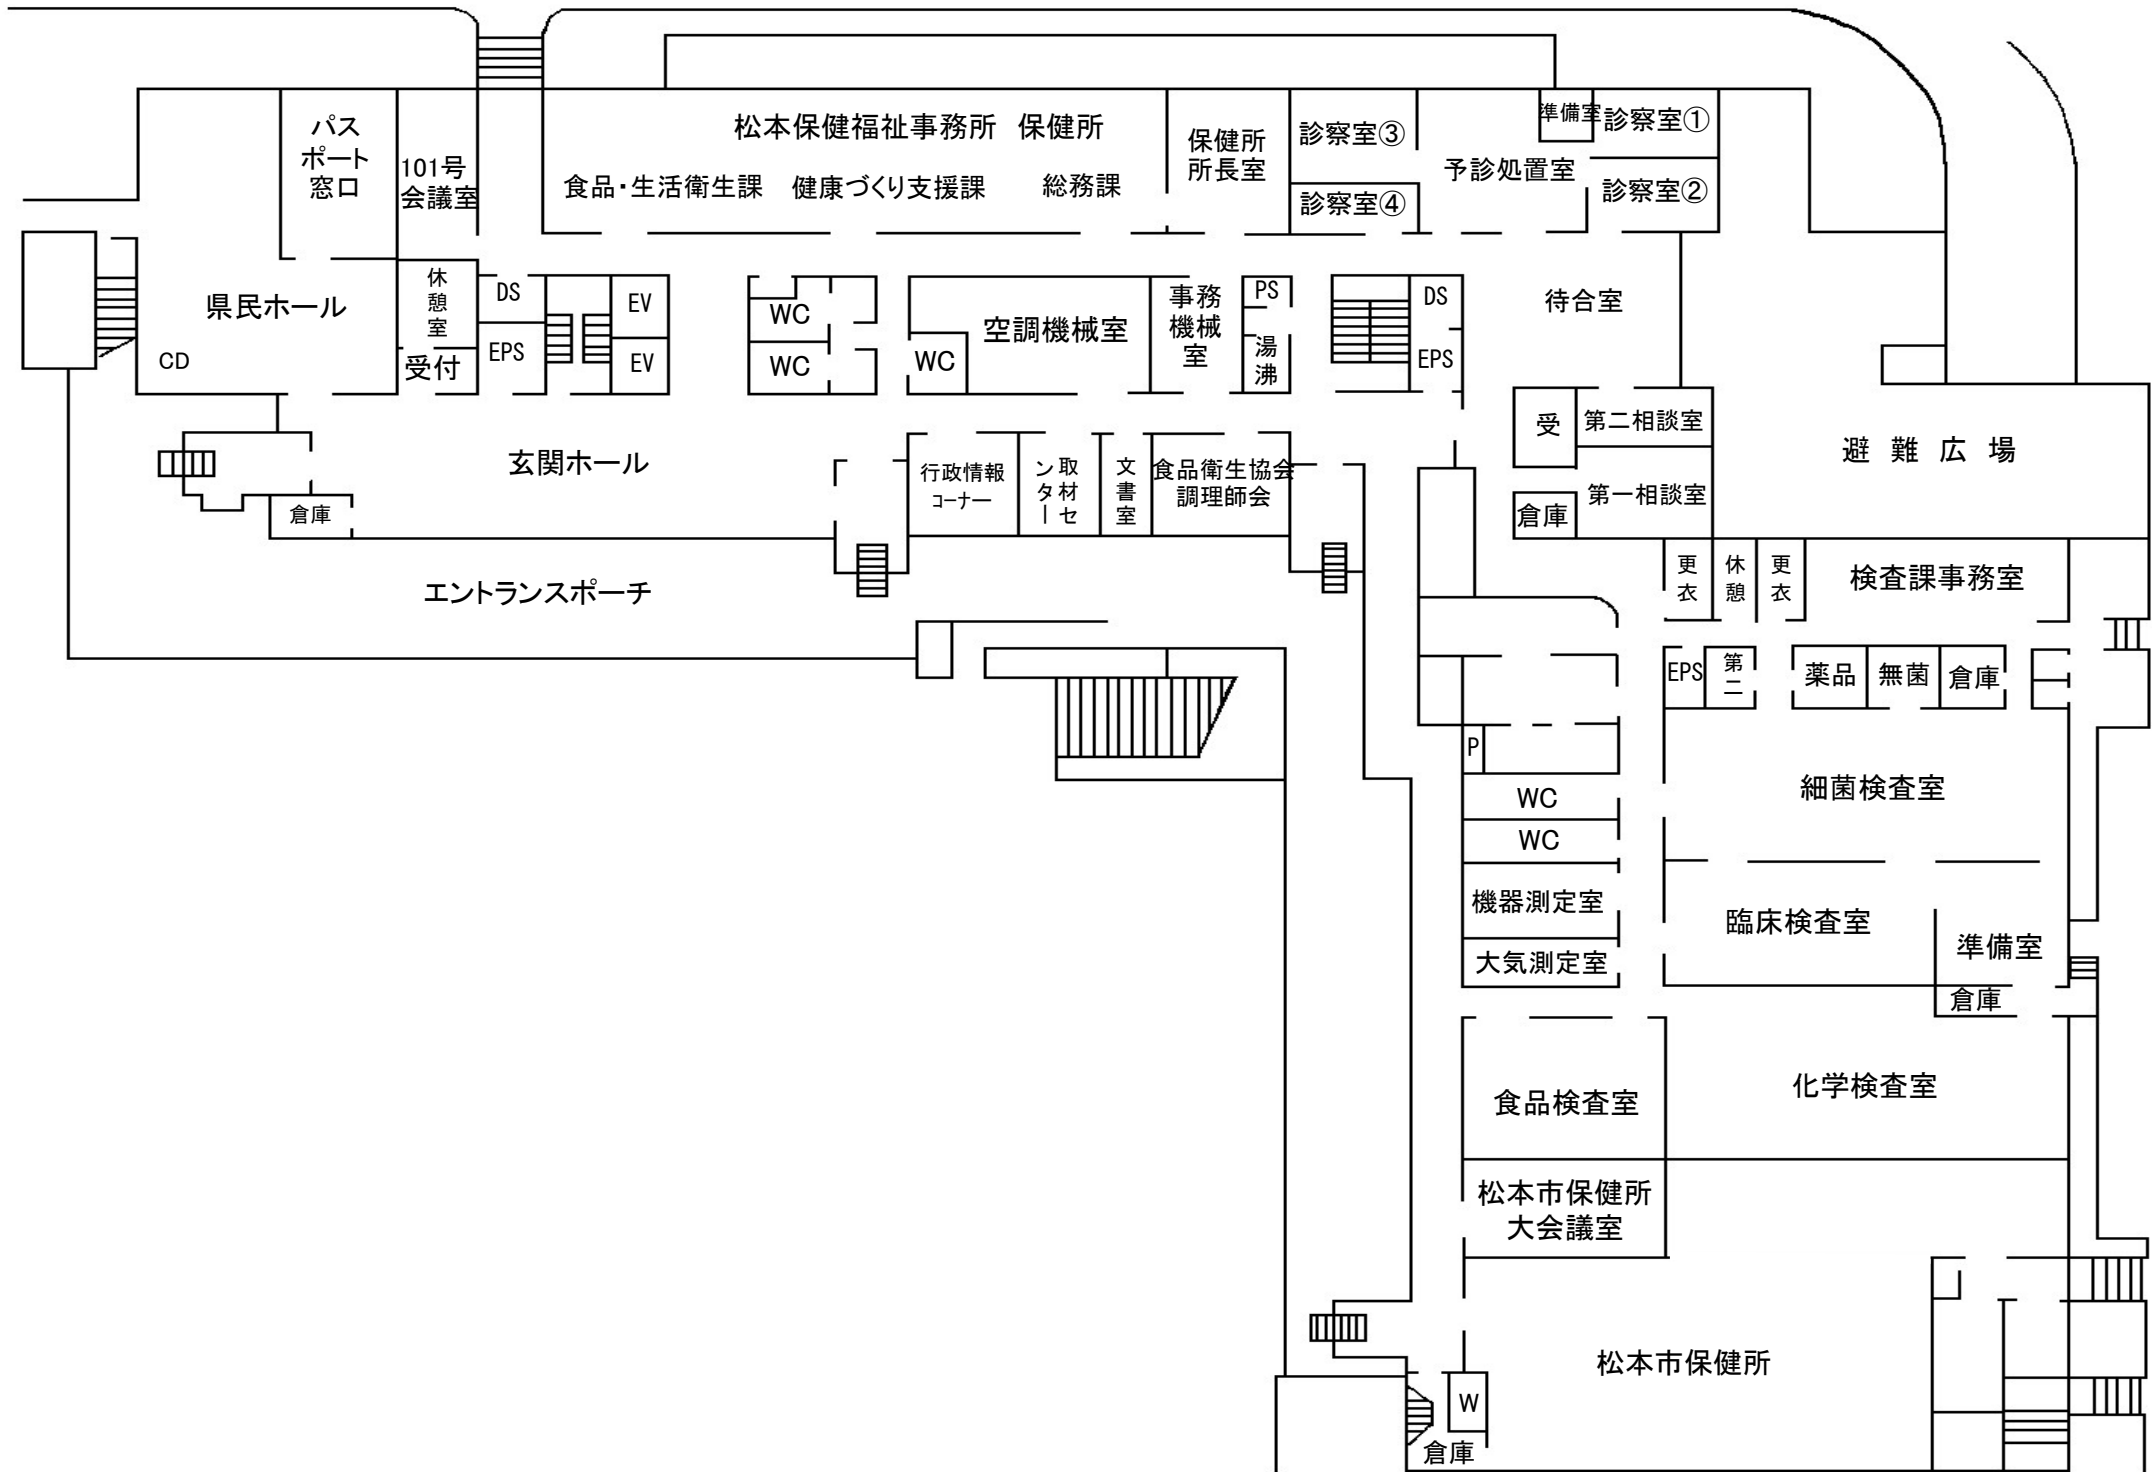 パス
ポート
窓口
101号
会議室
松本保健福祉事務所　保健所
食品・生活衛生課　健康づくり支援課　総務課
保健所
所長室
診察室③
診察室④
予診処置室
準備室
診察室①
診察室②
県民ホール
CD
休憩室
受付
DS
EPS
EV
EV
WC
WC
WC
空調機械室
事務
機械
室
PS
湯沸
DS
EPS
待合室
玄関ホール
倉庫
行政情報
コーナー
取材センター
文書室
食品衛生協会
調理師会
受
第二相談室
第一相談室
倉庫
避難広場
エントランスポーチ
更衣
休憩
更衣
検査課事務室
EPS
第二
薬品
無菌
倉庫
P
WC
WC
細菌検査室
機器測定室
大気測定室
臨床検査室
準備室
倉庫
食品検査室
化学検査室
松本市保健所
大会議室
松本市保健所
W
倉庫